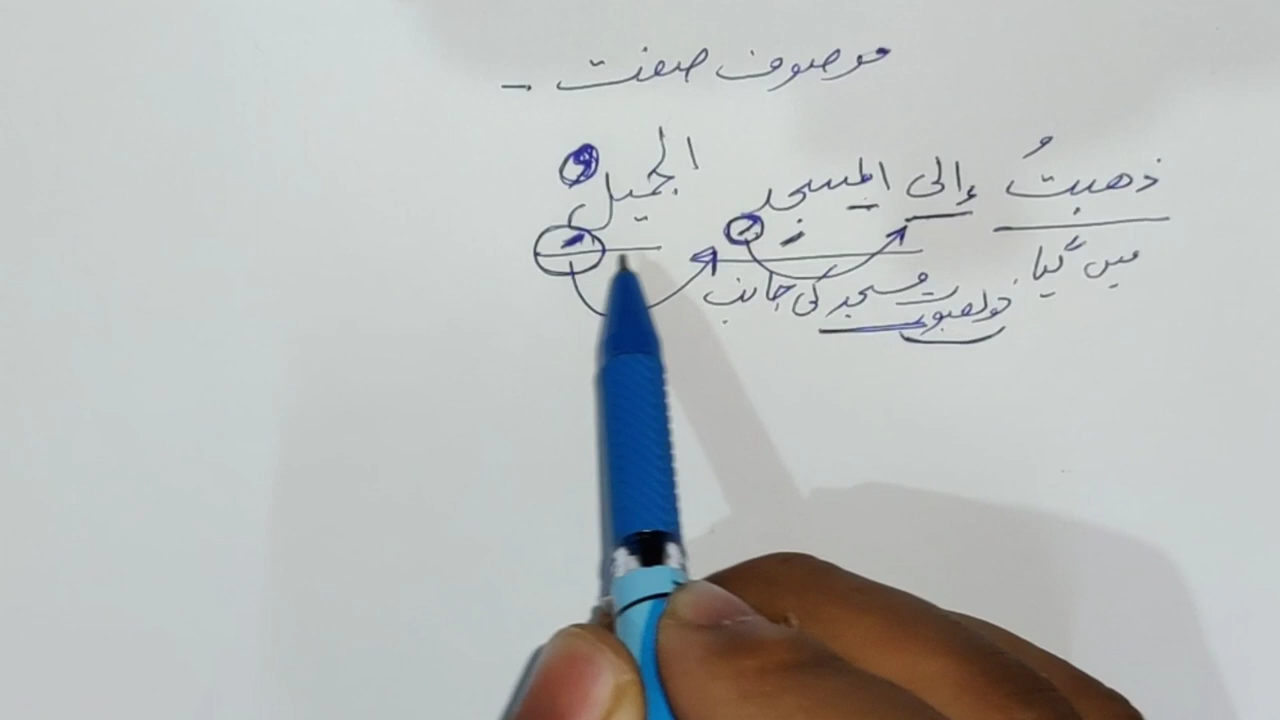 موصوف صفت -
ذهبتُ إلى المسجد الجميل
میں گیا خوبصورت مسجد کی جانب